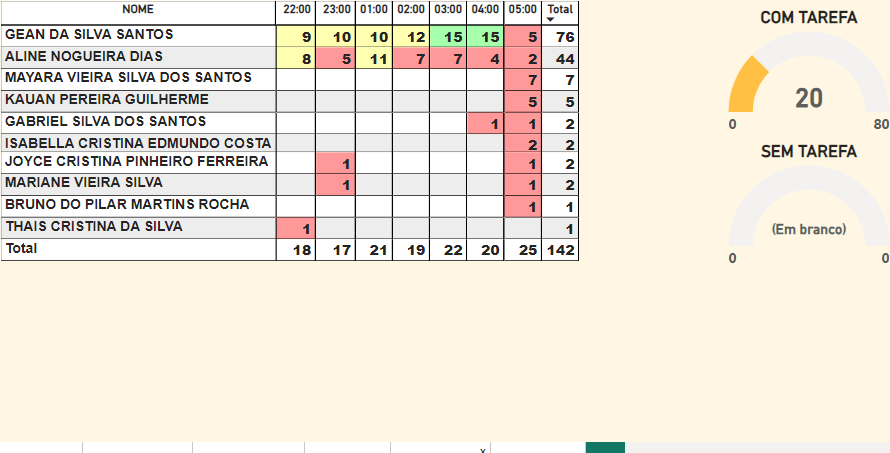 NOME 22:00 23:00 01:00 02:00 03:00 04:00 05:00 Total
GEAN DA SILVA SANTOS 9 10 10 12 15 15 5 76
ALINE NOGUEIRA DIAS 8 5 11 7 7 4 2 44
MAYARA VIEIRA SILVA DOS SANTOS 7 7
KAUAN PEREIRA GUILHERME 5 5
GABRIEL SILVA DOS SANTOS 1 1 2
ISABELLA CRISTINA EDMUNDO COSTA 2 2
JOYCE CRISTINA PINHEIRO FERREIRA 1 1 2
MARIANE VIEIRA SILVA 1 1 2
BRUNO DO PILAR MARTINS ROCHA 1 1
THAIS CRISTINA DA SILVA 1 1
Total 18 17 21 19 22 20 25 142
COM TAREFA
20
0 80
SEM TAREFA
(Em branco)
0 0
x